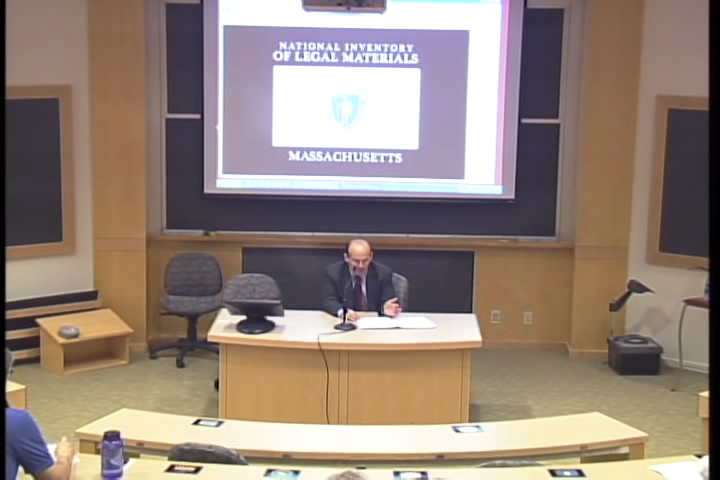 NATIONAL INVENTORY
OF LEGAL MATERIALS
MASSACHUSETTS